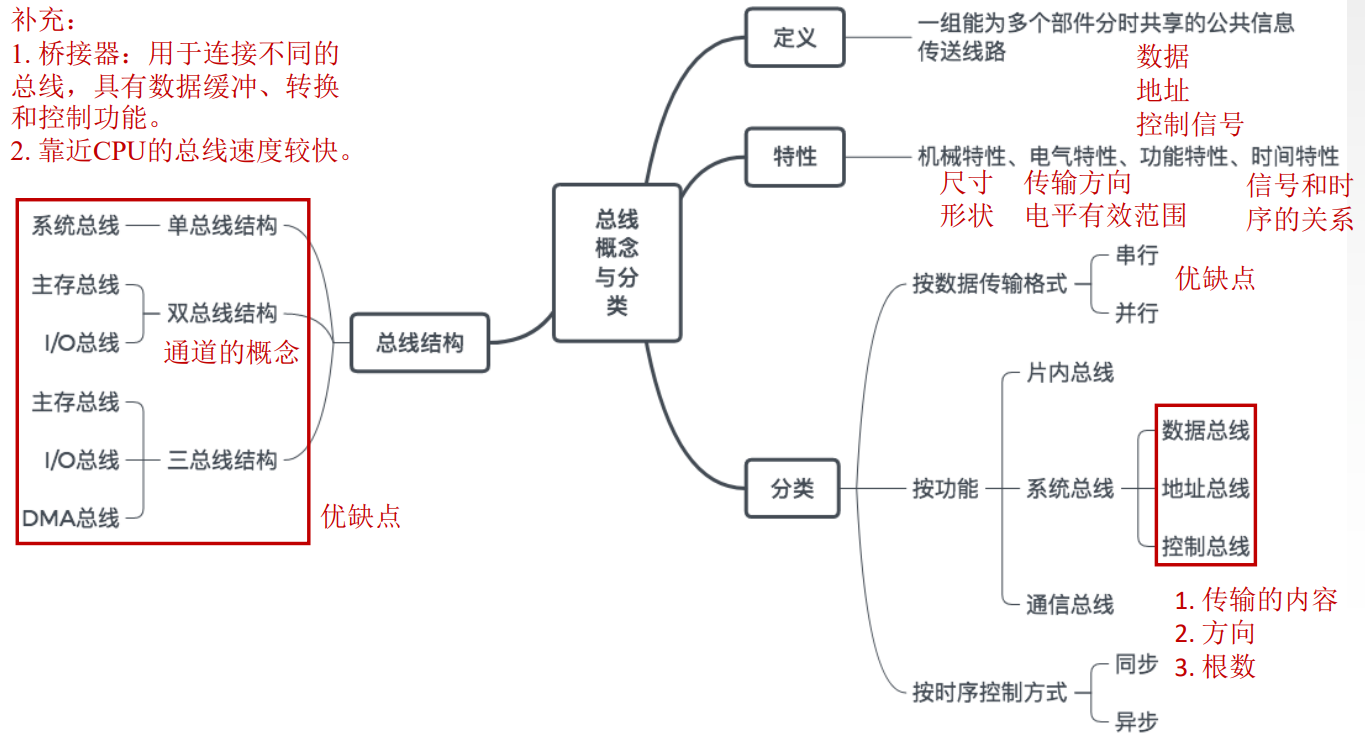 补充：
1. 桥接器：用于连接不同的
总线，具有数据缓冲、转换
和控制功能。
2. 靠近CPU的总线速度较快。
定义
一组能为多个部件分时共享的公共信息
传送线路
数据
地址
控制信号
特性
机械特性、电气特性、功能特性、时间特性
尺寸
形状
传输方向
电平有效范围
信号和时
序的关系
总线
概念
与分
类
系统总线
单总线结构
主存总线
I/O总线
双总线结构
通道的概念
主存总线
I/O总线
DMA总线
三总线结构
优缺点
总线结构
分类
按数据传输格式
串行
并行
优缺点
按功能
片内总线
系统总线
数据总线
地址总线
控制总线
通信总线
1. 传输的内容
2. 方向
3. 根数
按时序控制方式
同步
异步